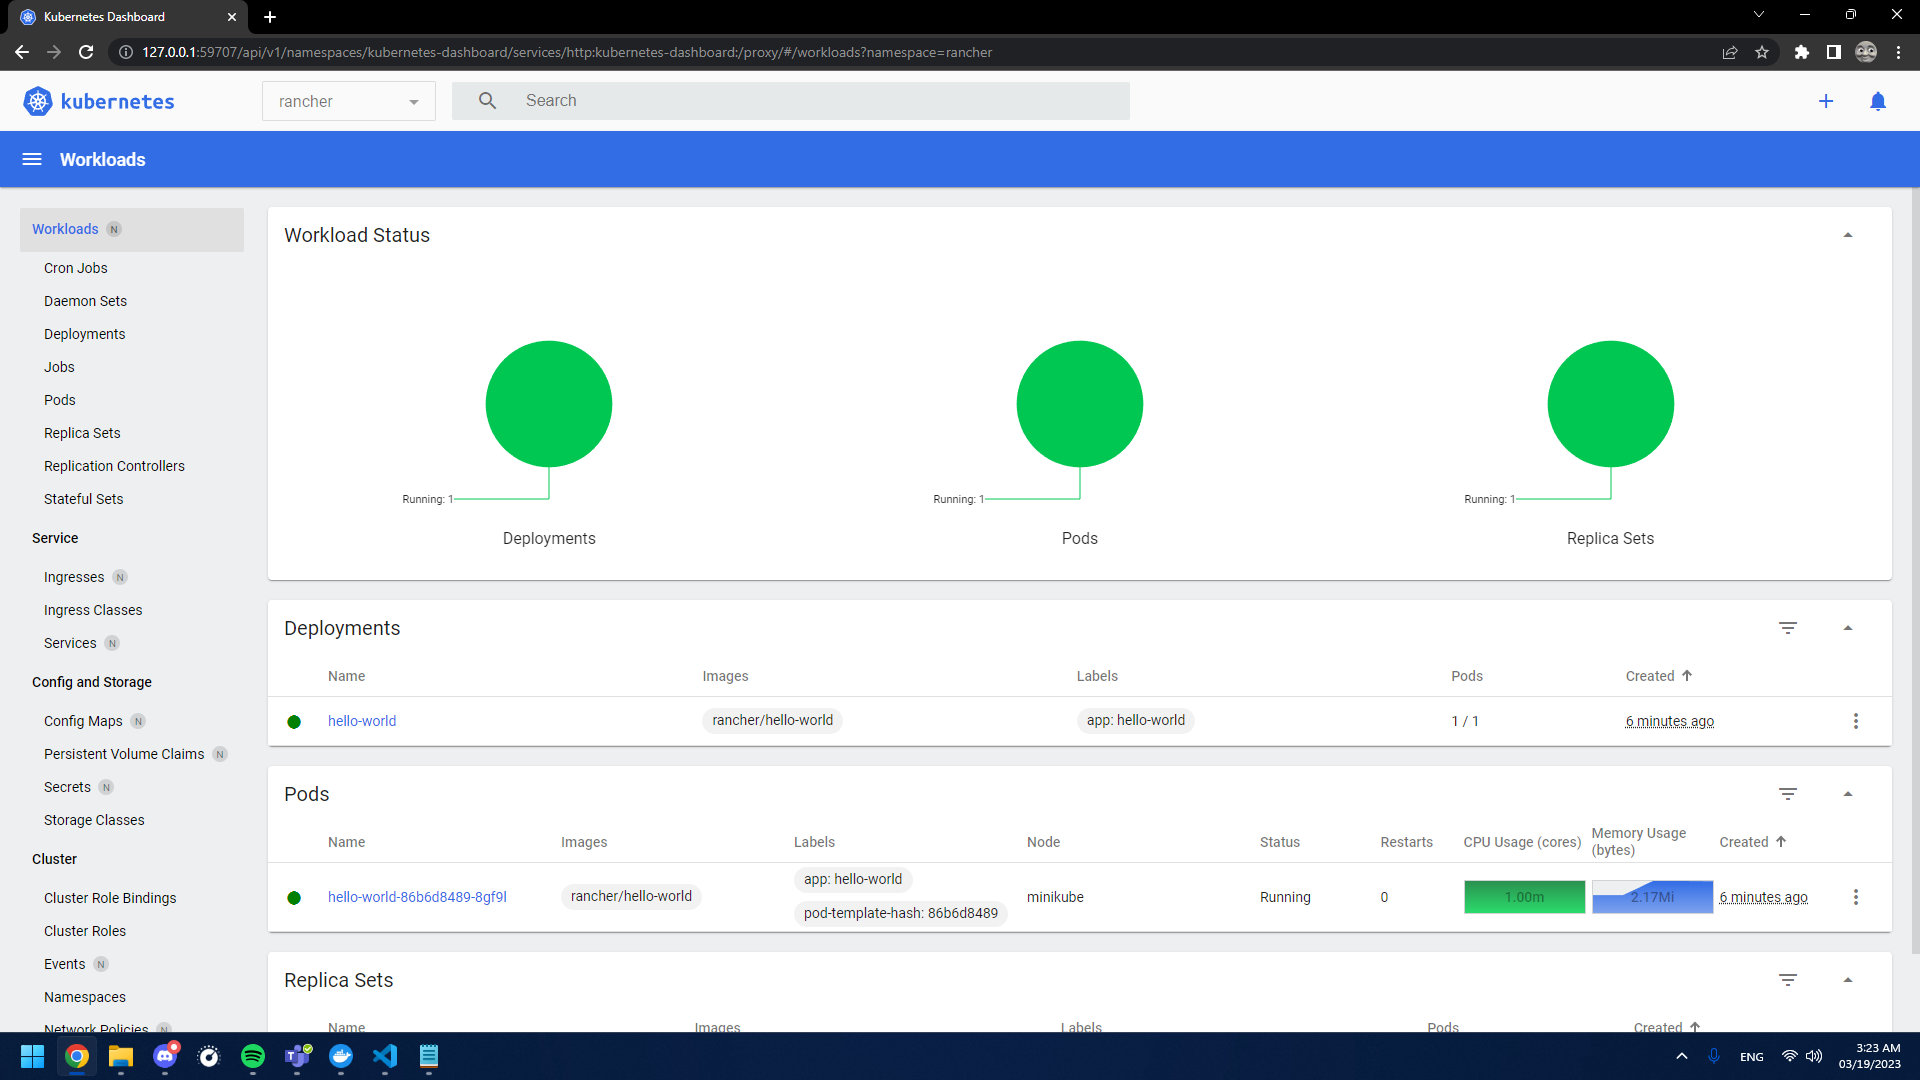 Kubernetes Dashboard
127.0.0.1:59707/api/v1/namespaces/kubernetes-dashboard/services/http:kubernetes-dashboard:/proxy/#/workloads?namespace=rancher
kubernetes
rancher
Search
Workloads
Workloads N
Cron Jobs
Daemon Sets
Deployments
Jobs
Pods
Replica Sets
Replication Controllers
Stateful Sets
Service
Ingresses N
Ingress Classes
Services N
Config and Storage
Config Maps N
Persistent Volume Claims N
Secrets N
Storage Classes
Cluster
Cluster Role Bindings
Cluster Roles
Events N
Namespaces
Network Policies N
Workload Status
Running: 1
Deployments
Running: 1
Pods
Running: 1
Replica Sets
Deployments
Name Images Labels Pods Created
hello-world rancher/hello-world app: hello-world 1 / 1 6 minutes ago
Pods
Name Images Labels Node Status Restarts CPU Usage (cores) Memory Usage (bytes) Created
hello-world-86b6d8489-8gf9l rancher/hello-world app: hello-world minikube Running 0 1.00m 2.17Mi 6 minutes ago
pod-template-hash: 86b6d8489
Replica Sets
Name Images Labels Pods Created
ENG
3:23 AM
03/19/2023